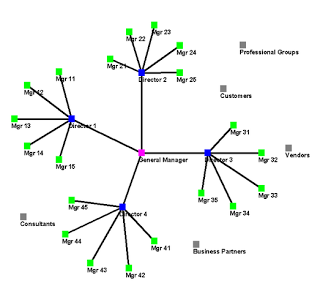 Mgr 23
Mgr 22
Professional Groups
Mgr 24
Mgr 21
Mgr 11
Director 2
Mgr 25
Mgr 12
Customers
Mgr 13
Director 1
Mgr 31
Mgr 14
General Manager
Director 3
Mgr 32
Vendors
Mgr 15
Mgr 33
Mgr 35
Mgr 45
Mgr 34
Director 4
Consultants
Mgr 44
Mgr 41
Business Partners
Mgr 43
Mgr 42